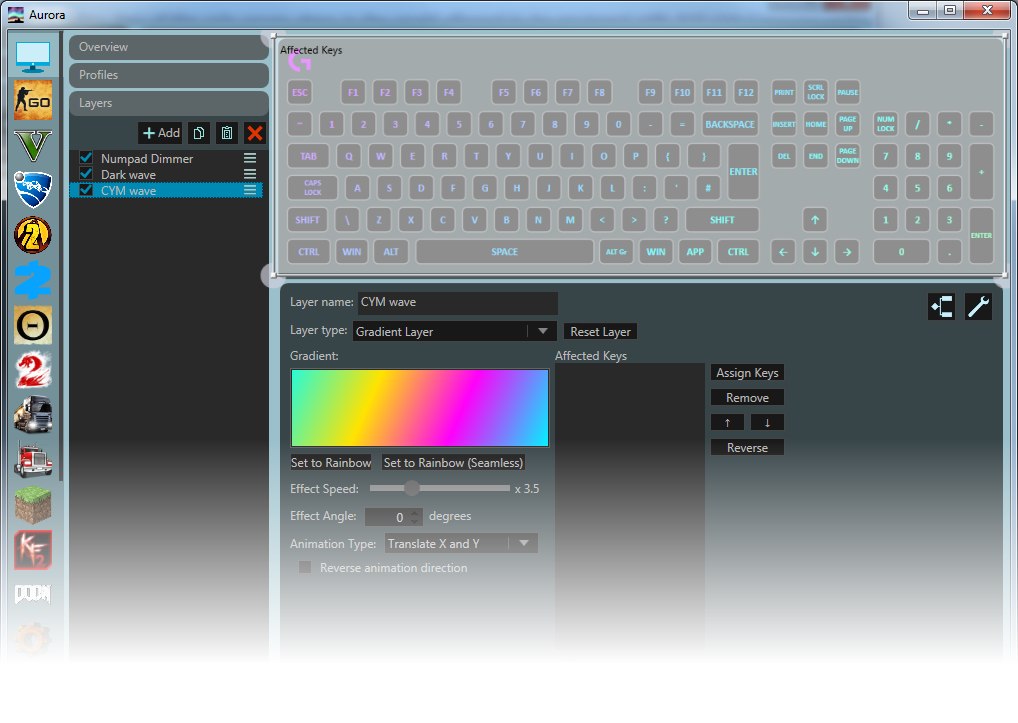 Aurora
Overview
Profiles
Layers
+ Add
Numpad Dimmer
Dark wave
CYM wave
Affected Keys
ESC F1 F2 F3 F4 F5 F6 F7 F8 F9 F10 F11 F12 PRINT SCRL LOCK PAUSE
~ 1 2 3 4 5 6 7 8 9 0 - = BACKSPACE INSERT HOME PAGE UP NUM LOCK / * -
TAB Q W E R T Y U I O P { } ENTER DEL END PAGE DOWN 7 8 9 +
CAPS LOCK A S D F G H J K L : ' # 4 5 6
SHIFT \ Z X C V B N M < > ? SHIFT ↑ 1 2 3 ENTER
CTRL WIN ALT SPACE ALT Gr WIN APP CTRL ← ↓ → 0 .
Layer name: CYM wave
Layer type: Gradient Layer Reset Layer
Gradient: Affected Keys
Assign Keys
Remove
↑ ↓
Reverse
Set to Rainbow Set to Rainbow (Seamless)
Effect Speed: x 3.5
Effect Angle: 0 degrees
Animation Type: Translate X and Y
Reverse animation direction
GO
V
2
2
KF2
DOOM